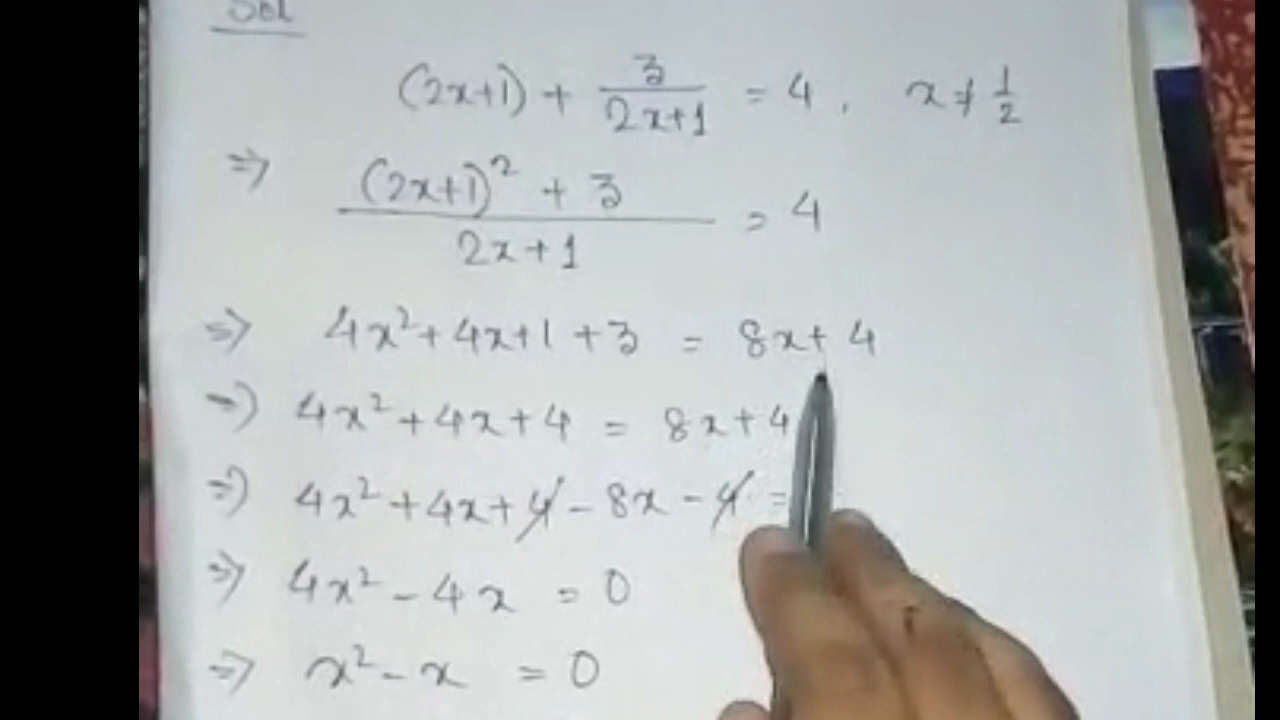 Sol
(2x+1) + 3/(2x+1) = 4, x ≠ 1/2
⇒ ((2x+1)² + 3)/(2x+1) = 4
⇒ 4x² + 4x + 1 + 3 = 8x + 4
⇒ 4x² + 4x + 4 = 8x + 4
⇒ 4x² + 4x + 4 - 8x - 4 =
⇒ 4x² - 4x = 0
⇒ x² - x = 0